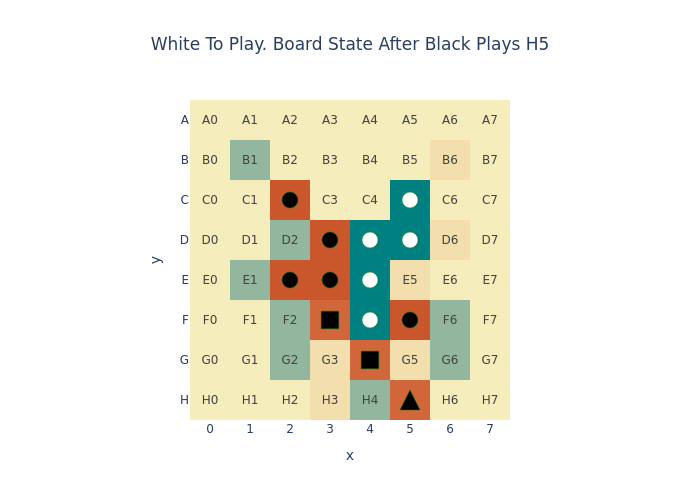 White To Play. Board State After Black Plays H5
A A0 A1 A2 A3 A4 A5 A6 A7
B B0 B1 B2 B3 B4 B5 B6 B7
C C0 C1 C3 C4 C6 C7
D D0 D1 D2 D6 D7
E E0 E1 E5 E6 E7
F F0 F1 F2 F6 F7
G G0 G1 G2 G3 G5 G6 G7
H H0 H1 H2 H3 H4 H6 H7
0 1 2 3 4 5 6 7
x
y